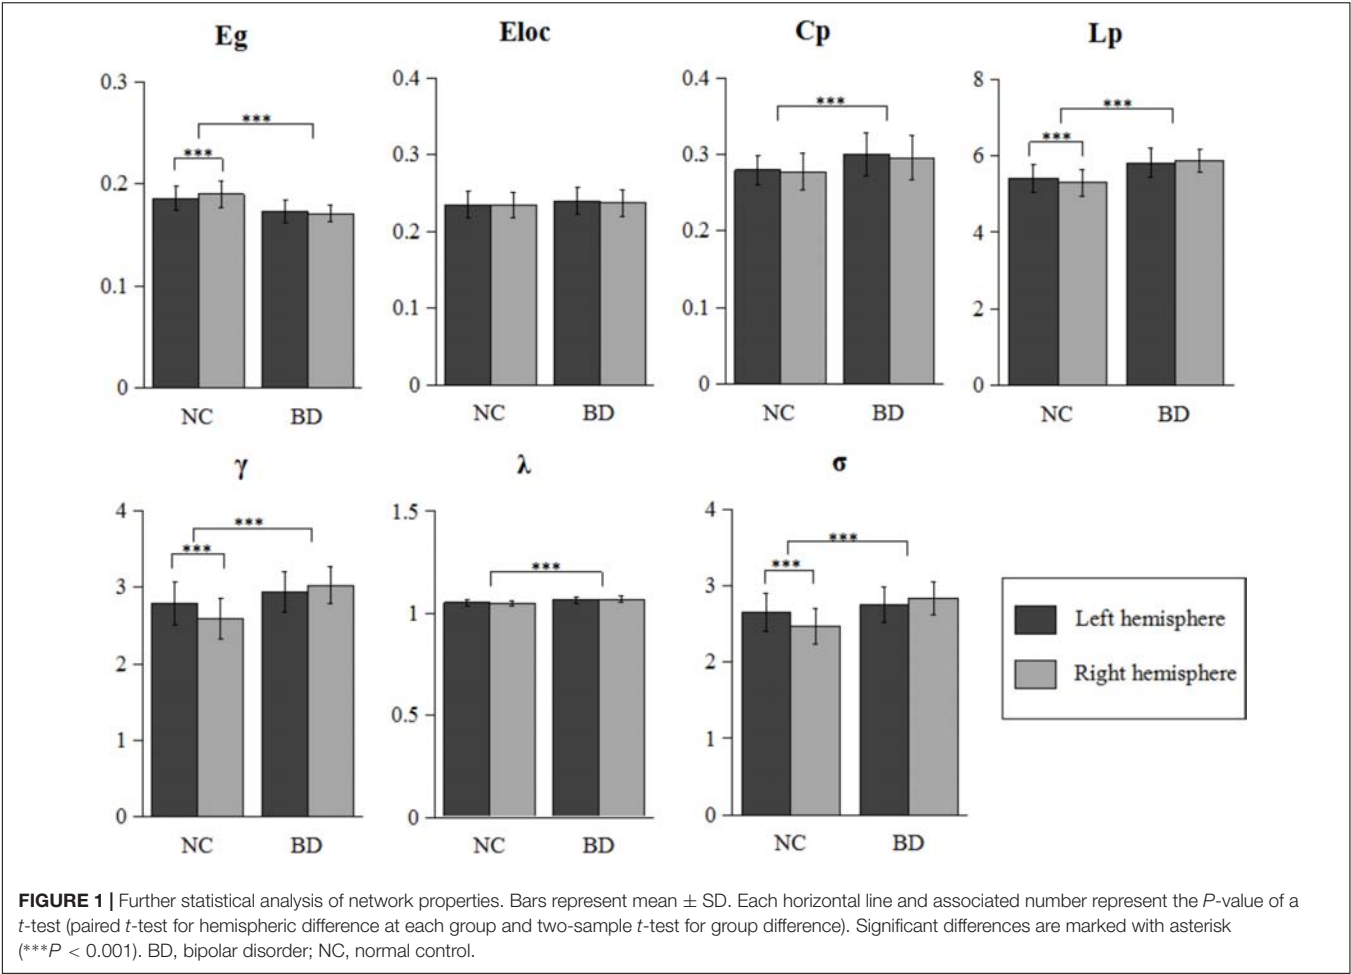 Eg
Eloc
Cp
Lp
0.3
0.2
0.1
0
***
***
NC
BD
0.4
0.3
0.2
0.1
0
NC
BD
0.4
0.3
0.2
0.1
0
***
NC
BD
8
6
4
2
0
***
***
NC
BD
γ
λ
σ
4
3
2
1
0
***
***
NC
BD
1.5
1
0.5
0
***
NC
BD
4
3
2
1
0
***
***
NC
BD
Left hemisphere
Right hemisphere
FIGURE 1 | Further statistical analysis of network properties. Bars represent mean ± SD. Each horizontal line and associated number represent the P-value of a
t-test (paired t-test for hemispheric difference at each group and two-sample t-test for group difference). Significant differences are marked with asterisk
(***P < 0.001). BD, bipolar disorder; NC, normal control.